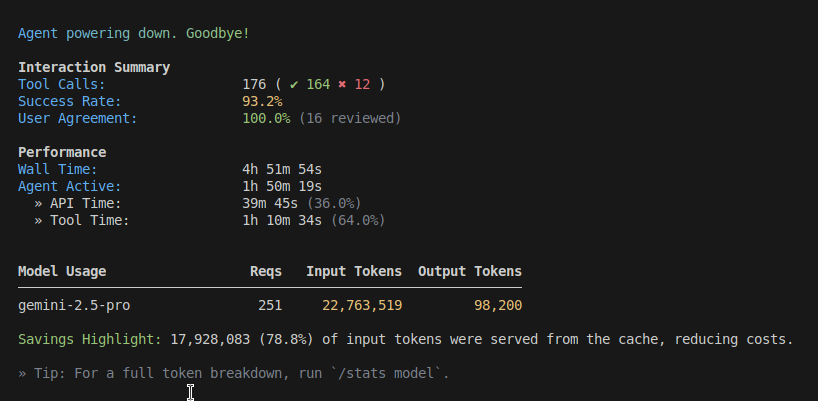 Agent powering down. Goodbye!
Interaction Summary
Tool Calls: 176 ( ✔ 164 ✖ 12 )
Success Rate: 93.2%
User Agreement: 100.0% (16 reviewed)
Performance
Wall Time: 4h 51m 54s
Agent Active: 1h 50m 19s
» API Time: 39m 45s (36.0%)
» Tool Time: 1h 10m 34s (64.0%)
Model Usage Reqs Input Tokens Output Tokens
gemini-2.5-pro 251 22,763,519 98,200
Savings Highlight: 17,928,083 (78.8%) of input tokens were served from the cache, reducing costs.
» Tip: For a full token breakdown, run `/stats model`.